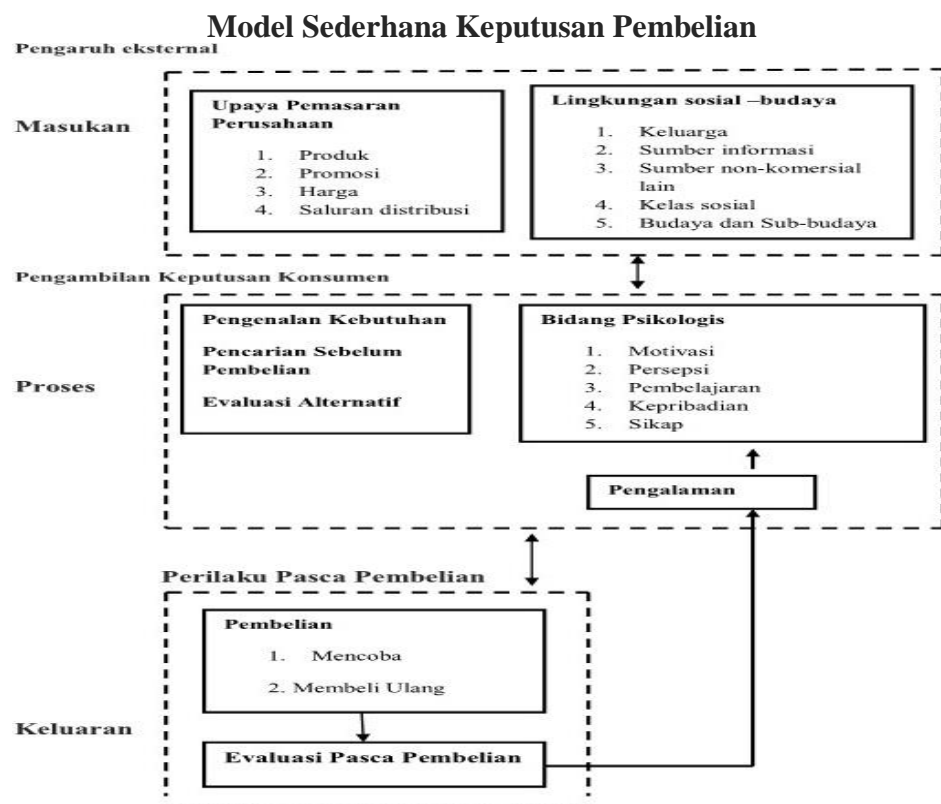 Model Sederhana Keputusan Pembelian
Pengaruh eksternal
Masukan
Upaya Pemasaran
Perusahaan
1. Produk
2. Promosi
3. Harga
4. Saluran distribusi
Lingkungan sosial –budaya
1. Keluarga
2. Sumber informasi
3. Sumber non-komersial
lain
4. Kelas sosial
5. Budaya dan Sub-budaya
Pengambilan Keputusan Konsumen
Proses
Pengenalan Kebutuhan
Pencarian Sebelum
Pembelian
Evaluasi Alternatif
Bidang Psikologis
1. Motivasi
2. Persepsi
3. Pembelajaran
4. Kepribadian
5. Sikap
Pengalaman
Perilaku Pasca Pembelian
Keluaran
Pembelian
1. Mencoba
2. Membeli Ulang
Evaluasi Pasca Pembelian